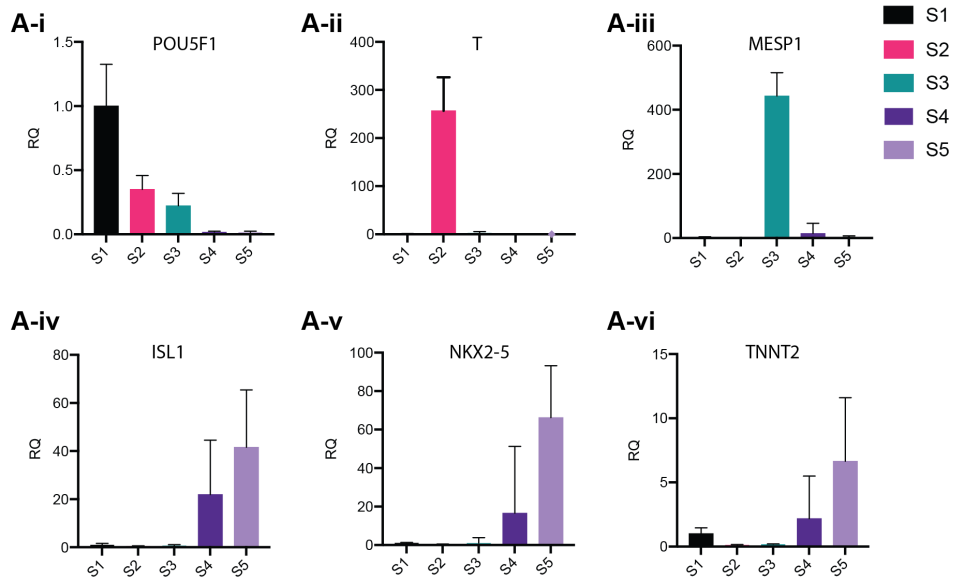 A-i
POU5F1
RQ
1.5
1.0
0.5
0.0
S1 S2 S3 S4 S5
A-ii
T
RQ
400
300
200
100
0
S1 S2 S3 S4 S5
A-iii
MESP1
RQ
600
400
200
0
S1 S2 S3 S4 S5
S1
S2
S3
S4
S5
A-iv
ISL1
RQ
80
60
40
20
0
S1 S2 S3 S4 S5
A-v
NKX2-5
RQ
100
80
60
40
20
0
S1 S2 S3 S4 S5
A-vi
TNNT2
RQ
15
10
5
0
S1 S2 S3 S4 S5